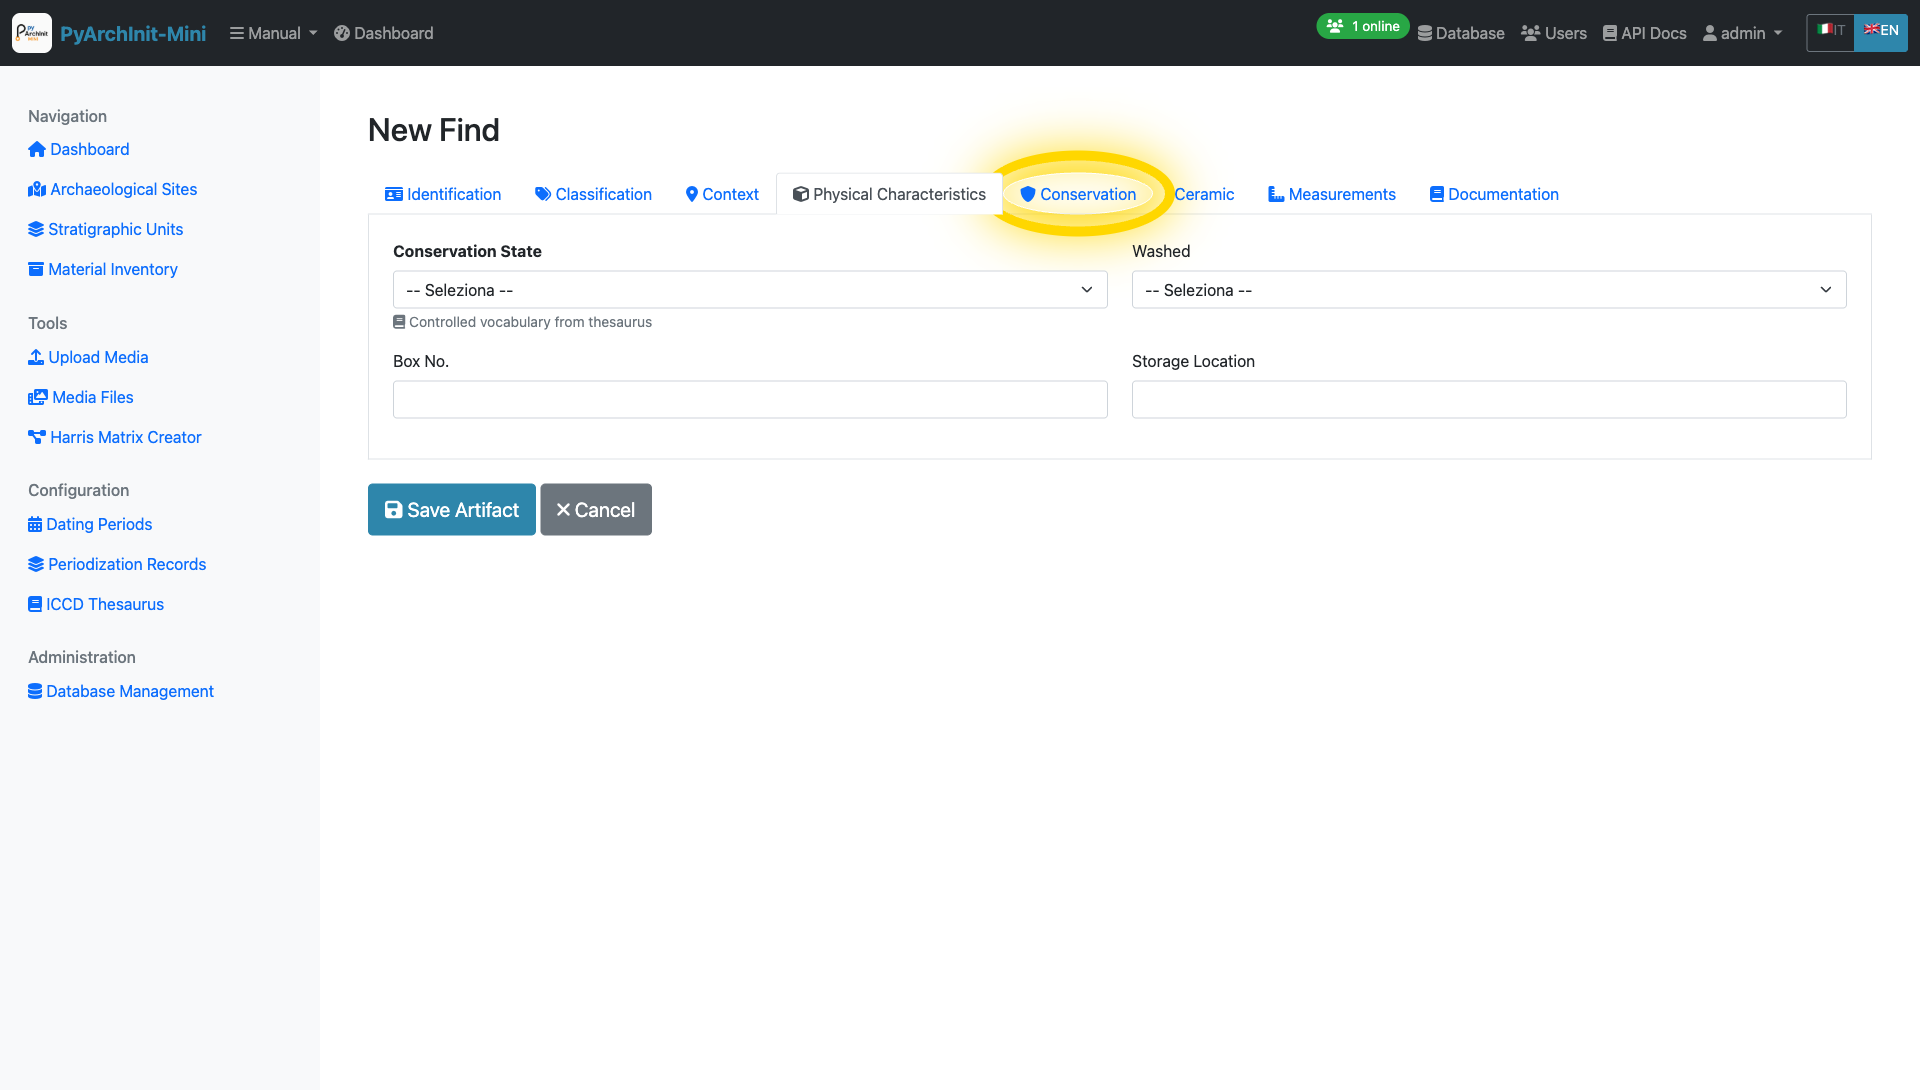 PyArchInit-Mini Manual Dashboard 1 online Database Users API Docs admin IT EN
Navigation
Dashboard
Archaeological Sites
Stratigraphic Units
Material Inventory
Tools
Upload Media
Media Files
Harris Matrix Creator
Configuration
Dating Periods
Periodization Records
ICCD Thesaurus
Administration
Database Management
New Find
Identification Classification Context Physical Characteristics Conservation Ceramic Measurements Documentation
Conservation State Washed
-- Seleziona -- -- Seleziona --
Controlled vocabulary from thesaurus
Box No. Storage Location
Save Artifact Cancel